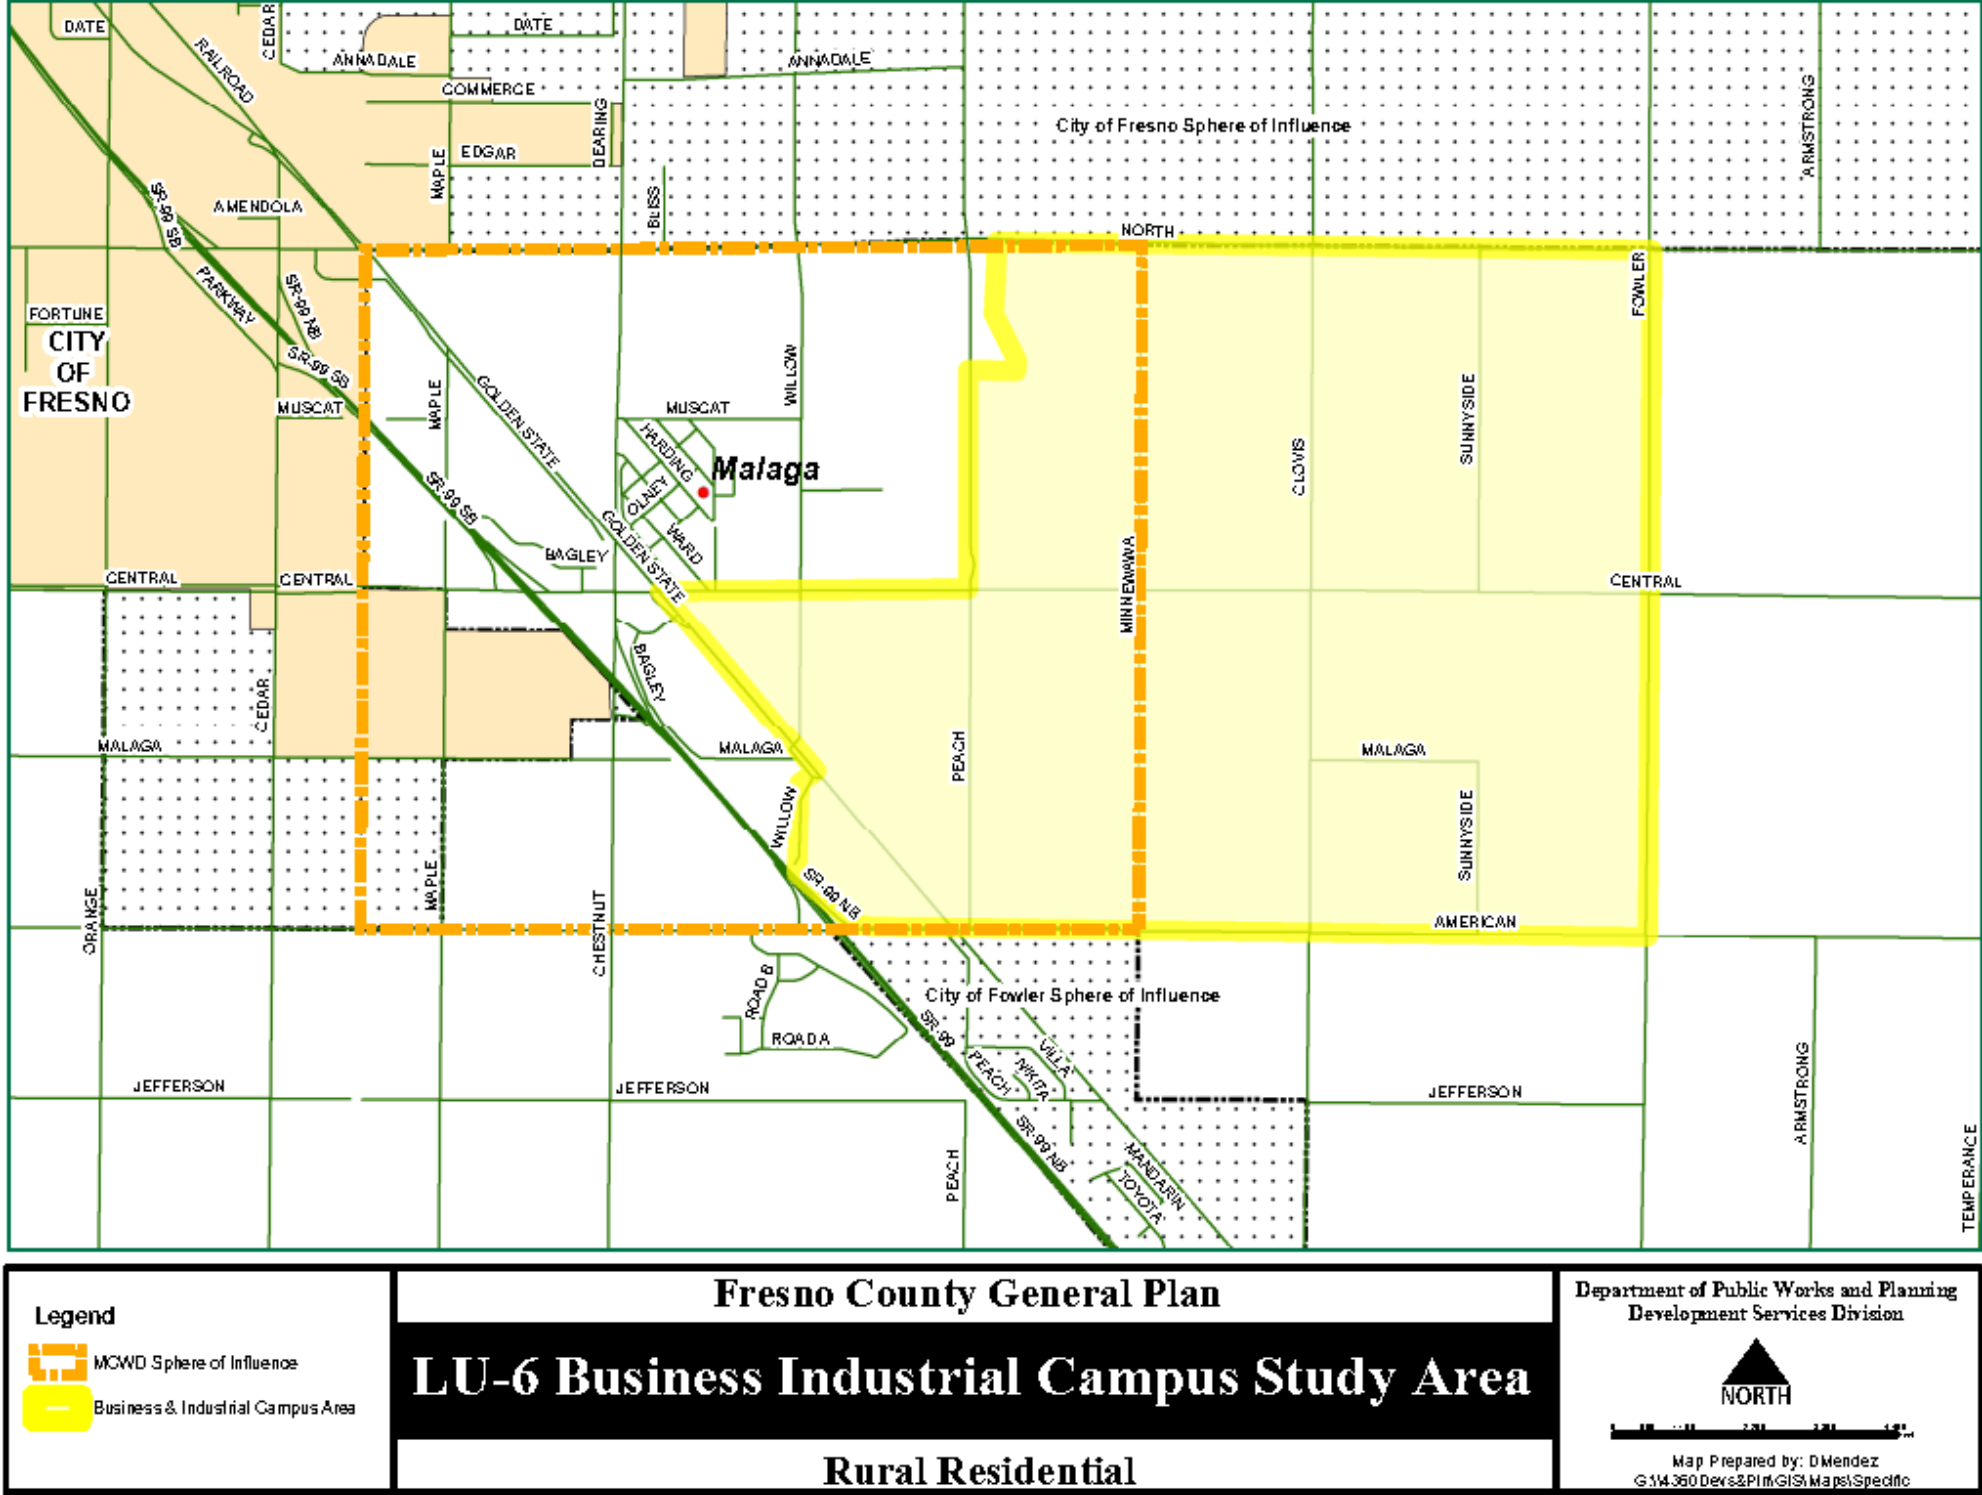 DATE
CEDAR
DATE
RAILROAD
ANNADALE
ANNADALE
COMMERCE
DEARING
ARMSTRONG
City of Fresno Sphere of Influence
EDGAR
MAPLE
SR-99 SB
AMENDOLA
BLISS
NORTH
PARKWAY
SR-99 NB
FOWLER
FORTUNE
CITY
OF
FRESNO
SR-99 SB
MUSCAT
MAPLE
GOLDEN STATE
WILLOW
MUSCAT
SUNNYSIDE
HARDING
Malaga
CLOVIS
OLNEY
SR-99 SB
GOLDEN STATE
WARD
BAGLEY
MINNEWAWA
CENTRAL
CENTRAL
CENTRAL
BAGLEY
CEDAR
MALAGA
MALAGA
PEACH
MALAGA
WILLOW
SUNNYSIDE
SR-99 NB
MAPLE
ORANGE
CHESTNUT
AMERICAN
ROAD B
City of Fowler Sphere of Influence
SR-99
ROAD A
VILLA
PEACH
NIKITA
JEFFERSON
JEFFERSON
JEFFERSON
ARMSTRONG
SR-99 NB
MANDARIN
PEACH
TOYOTA
TEMPERANCE
Legend
MCWD Sphere of Influence
Business & Industrial Campus Area
Fresno County General Plan
LU-6 Business Industrial Campus Study Area
Rural Residential
Department of Public Works and Planning
Development Services Division
NORTH
Map Prepared by: DMendez
G:\4360Devs&Pln\GIS\Maps\Specific